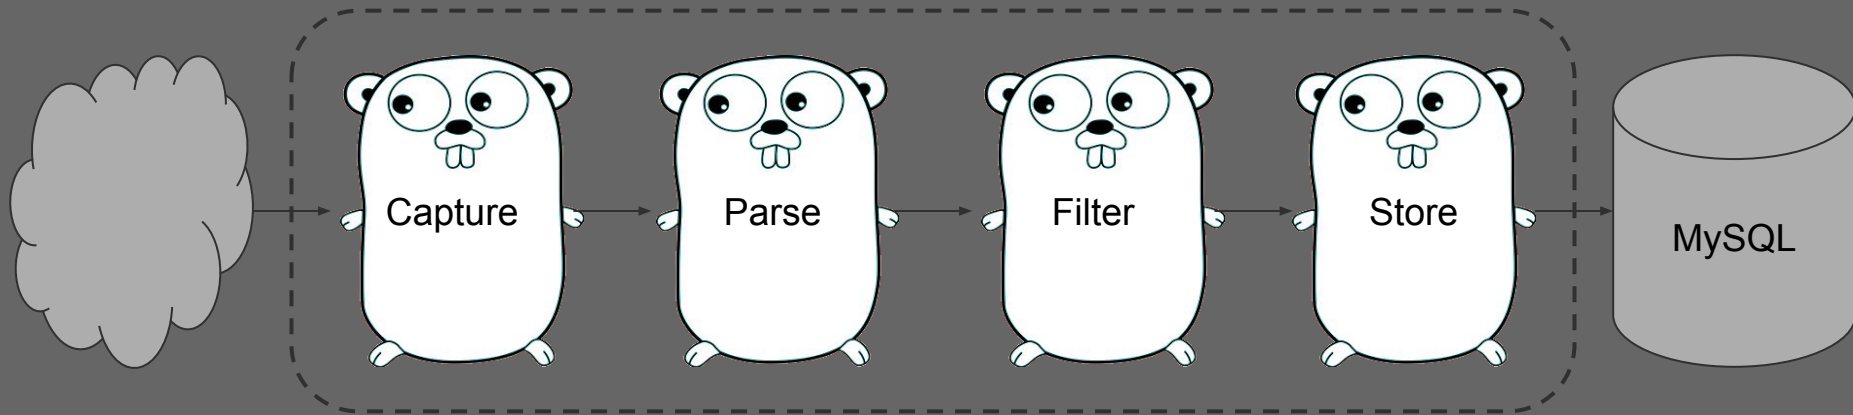 Capture
Parse
Filter
Store
MySQL